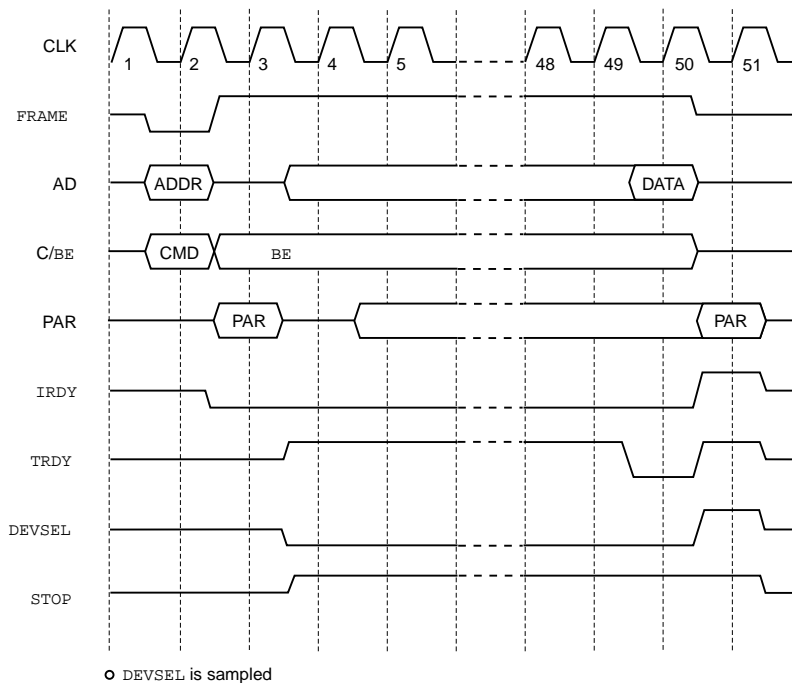 CLK
1 2 3 4 5 48 49 50 51
FRAME
AD ADDR DATA
C/BE CMD BE
PAR PAR PAR
IRDY
TRDY
DEVSEL
STOP
DEVSEL is sampled